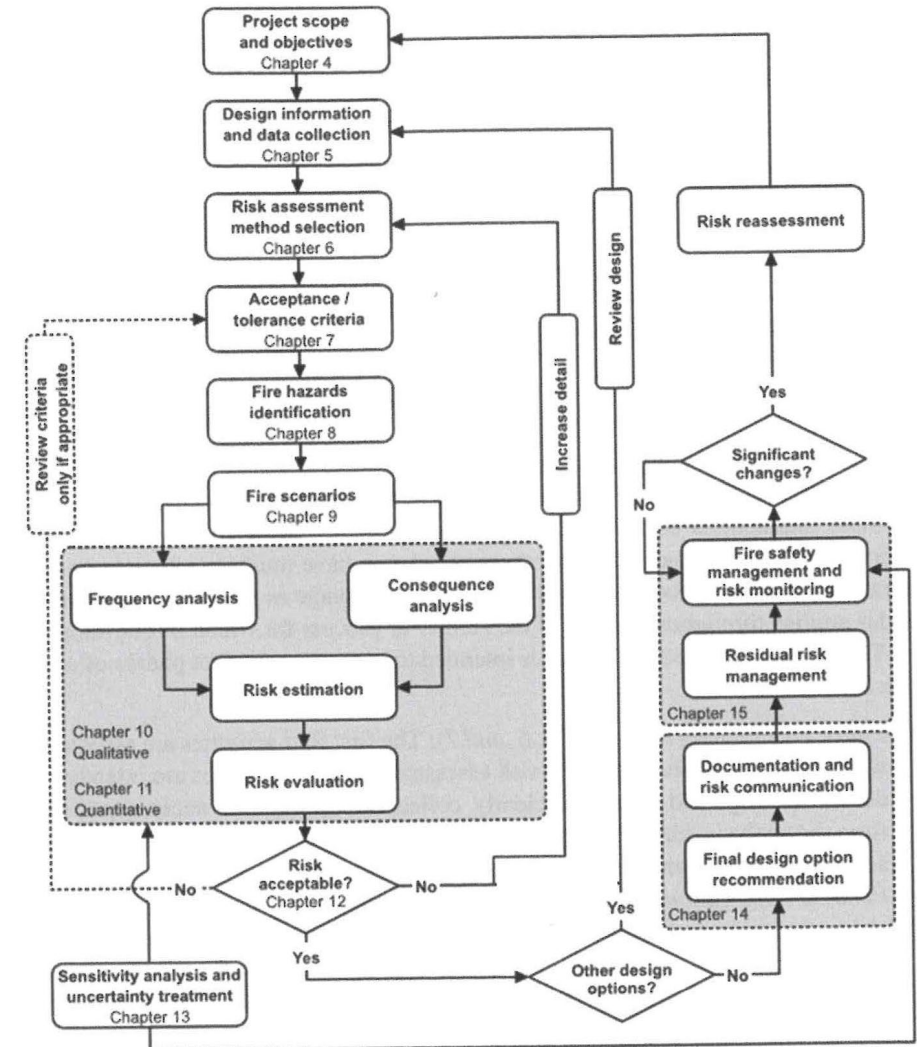 Project scope
and objectives
Chapter 4
Design information
and data collection
Chapter 5
Risk assessment
method selection
Chapter 6
Acceptance /
tolerance criteria
Chapter 7
Fire hazards
identification
Chapter 8
Fire scenarios
Chapter 9
Frequency analysis
Consequence
analysis
Risk estimation
Risk evaluation
Chapter 10
Qualitative
Chapter 11
Quantitative
Risk
acceptable?
Chapter 12
No
No
Yes
Sensitivity analysis and
uncertainty treatment
Chapter 13
Review criteria
only if appropriate
Increase detail
Review design
Yes
Other design
options?
No
Final design option
recommendation
Documentation and
risk communication
Chapter 14
Residual risk
management
Chapter 15
Fire safety
management and
risk monitoring
Significant
changes?
No
Yes
Risk reassessment